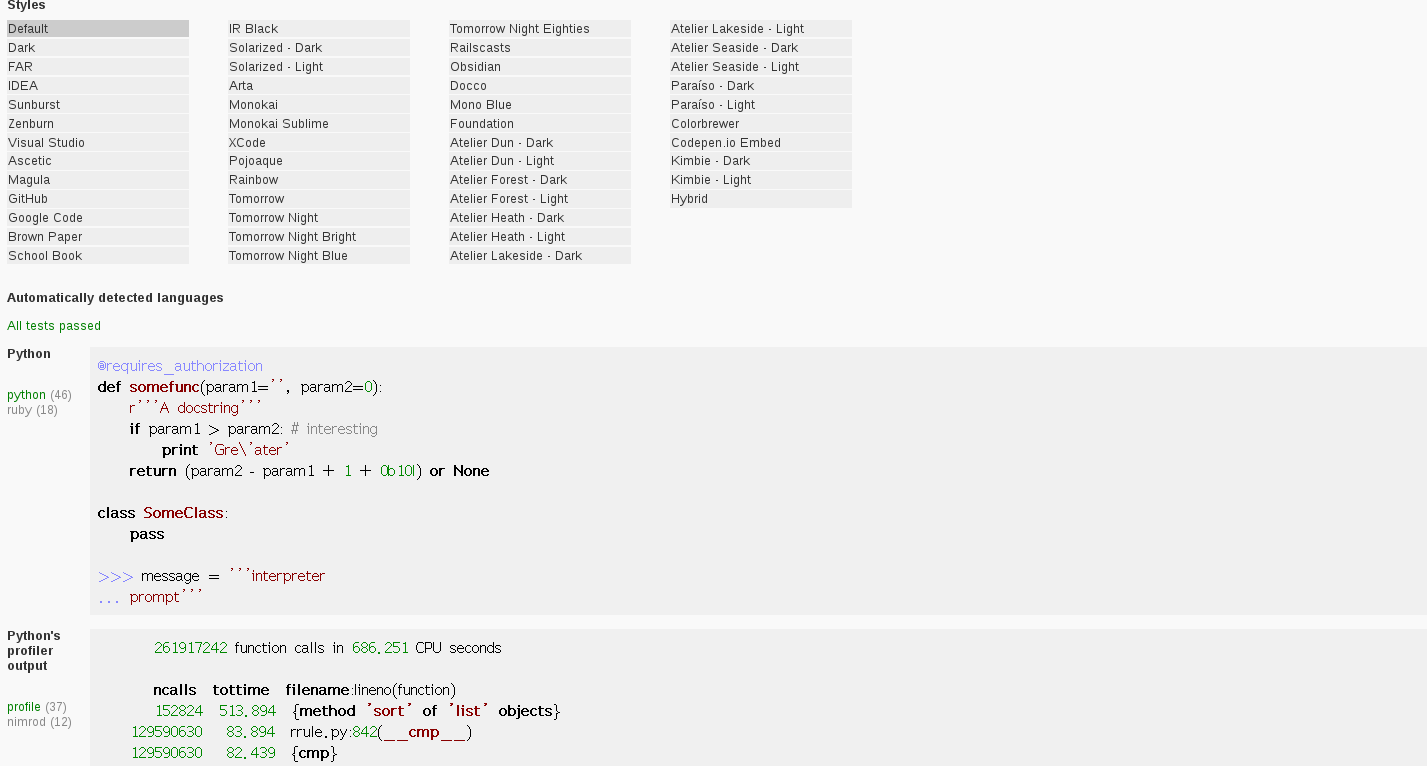 Styles
Default
Dark
FAR
IDEA
Sunburst
Zenburn
Visual Studio
Ascetic
Magula
GitHub
Google Code
Brown Paper
School Book
IR Black
Solarized - Dark
Solarized - Light
Arta
Monokai
Monokai Sublime
XCode
Pojoaque
Rainbow
Tomorrow
Tomorrow Night
Tomorrow Night Bright
Tomorrow Night Blue
Tomorrow Night Eighties
Railscasts
Obsidian
Docco
Mono Blue
Foundation
Atelier Dun - Dark
Atelier Dun - Light
Atelier Forest - Dark
Atelier Forest - Light
Atelier Heath - Dark
Atelier Heath - Light
Atelier Lakeside - Dark
Atelier Lakeside - Light
Atelier Seaside - Dark
Atelier Seaside - Light
Paraíso - Dark
Paraíso - Light
Colorbrewer
Codepen.io Embed
Kimbie - Dark
Kimbie - Light
Hybrid
Automatically detected languages
All tests passed
Python
python (46)
ruby (18)
@requires_authorization
def somefunc(param1='', param2=0):
    r'''A docstring'''
    if param1 > param2: # interesting
        print 'Gre\'ater'
    return (param2 - param1 + 1 + 0b10l) or None
class SomeClass:
    pass
>>> message = '''interpreter
... prompt'''
Python's
profiler
output
profile (37)
nimrod (12)
261917242 function calls in 686.251 CPU seconds
ncalls tottime filename:lineno(function)
152824 513.894 {method 'sort' of 'list' objects}
129590630 83.894 rrule.py:842(__cmp__)
129590630 82.439 {cmp}